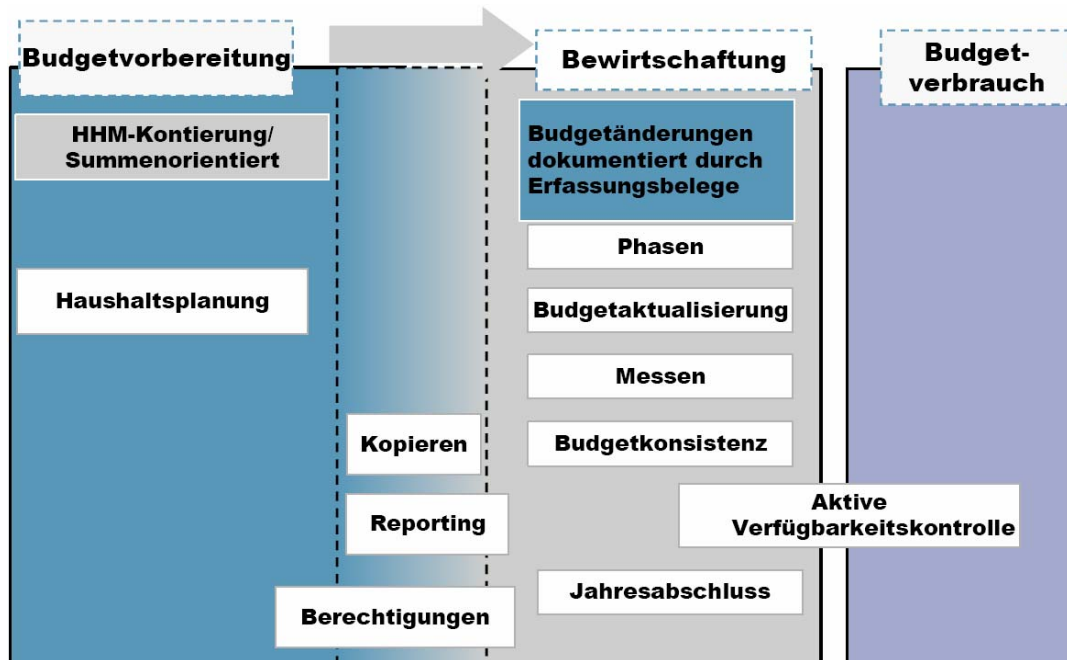 Budgetvorbereitung
Bewirtschaftung
Budget-
verbrauch
HHM-Kontierung/
Summenorientiert
Budgetänderungen
dokumentiert durch
Erfassungsbelege
Phasen
Haushaltsplanung
Budgetaktualisierung
Messen
Kopieren
Budgetkonsistenz
Reporting
Aktive
Verfügbarkeitskontrolle
Jahresabschluss
Berechtigungen